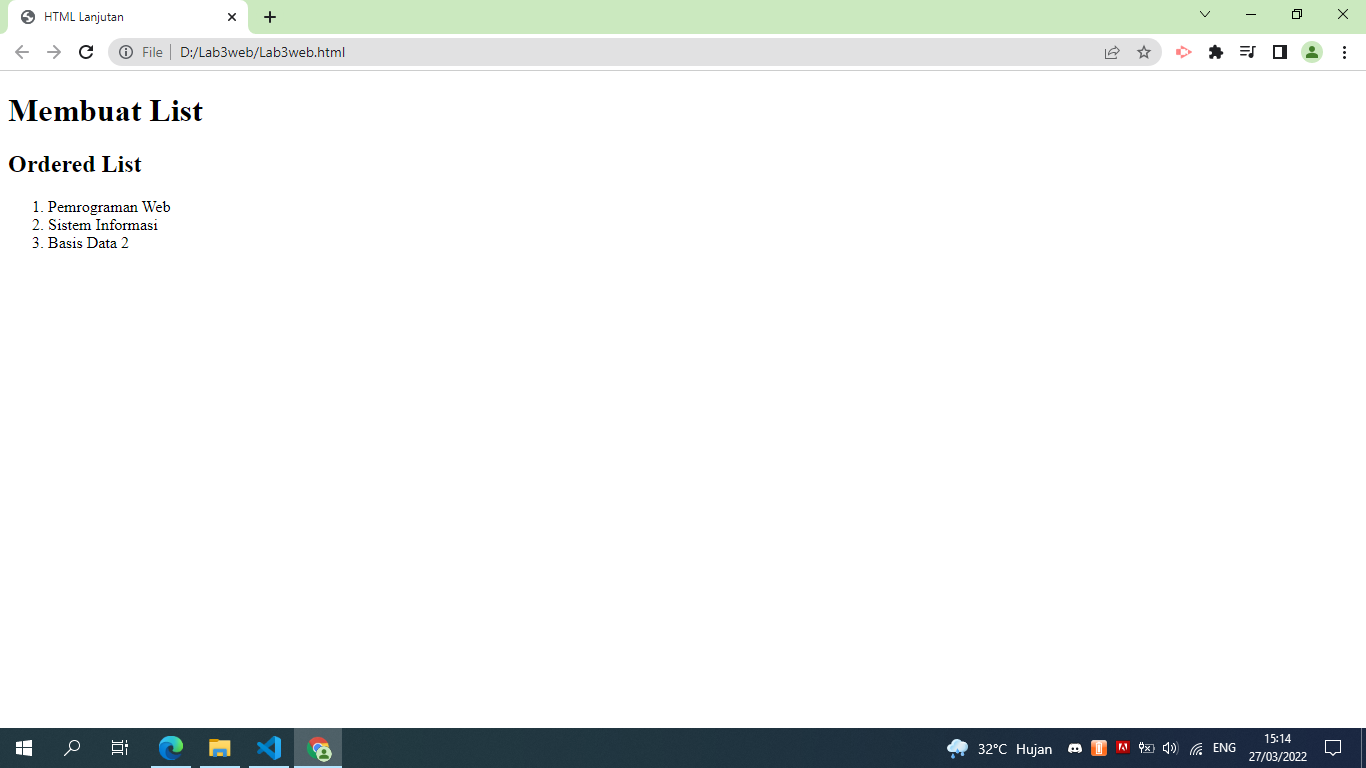 HTML Lanjutan
File D:/Lab3web/Lab3web.html
Membuat List
Ordered List
1. Pemrograman Web
2. Sistem Informasi
3. Basis Data 2
32°C Hujan
ENG
15:14
27/03/2022